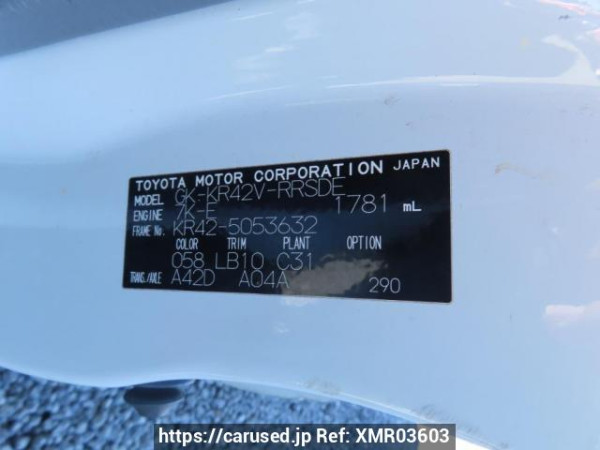 TOYOTA MOTOR CORPORATION JAPAN
MODEL GK-KR42V-RRSDE
ENGINE 7K-E 1781 mL
FRAME No. KR42-5053632
COLOR TRIM PLANT OPTION
058 LB10 C31
TRANS./AXLE A42D A04A 290
https://carused.jp Ref: XMR03603